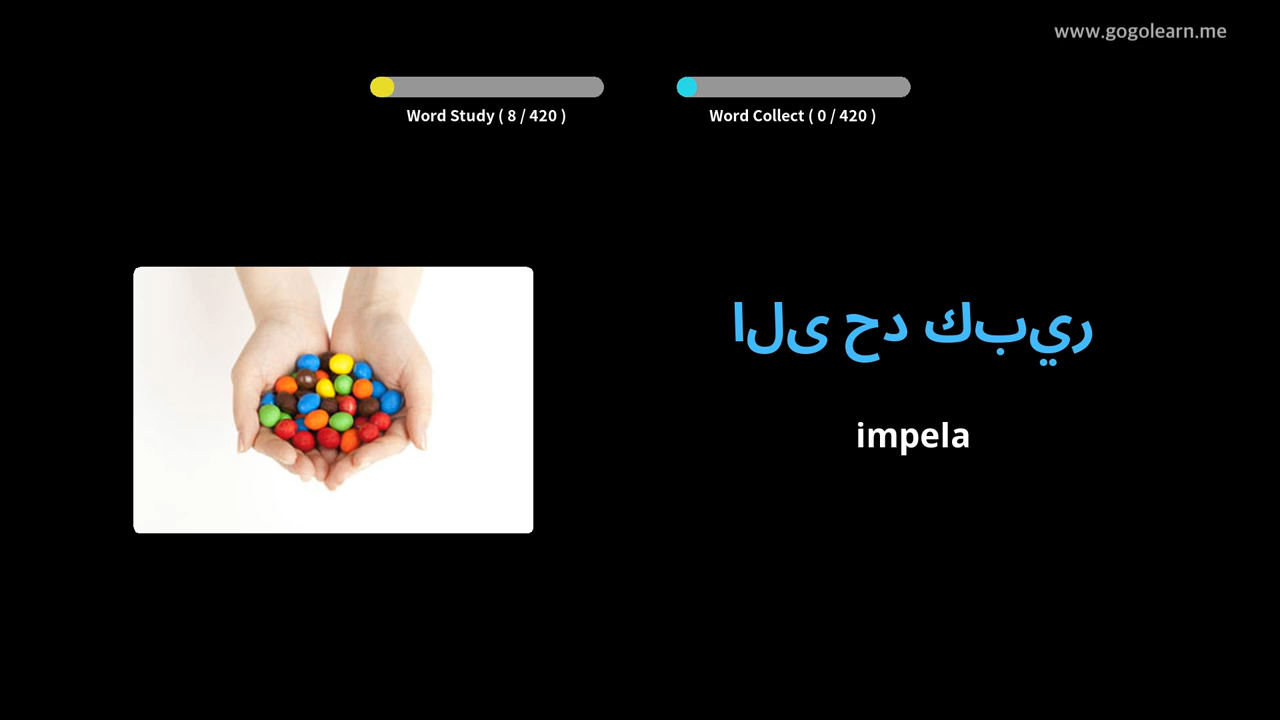 www.gogolearn.me
Word Study ( 8 / 420 )
Word Collect ( 0 / 420 )
الى حد كبير
impela